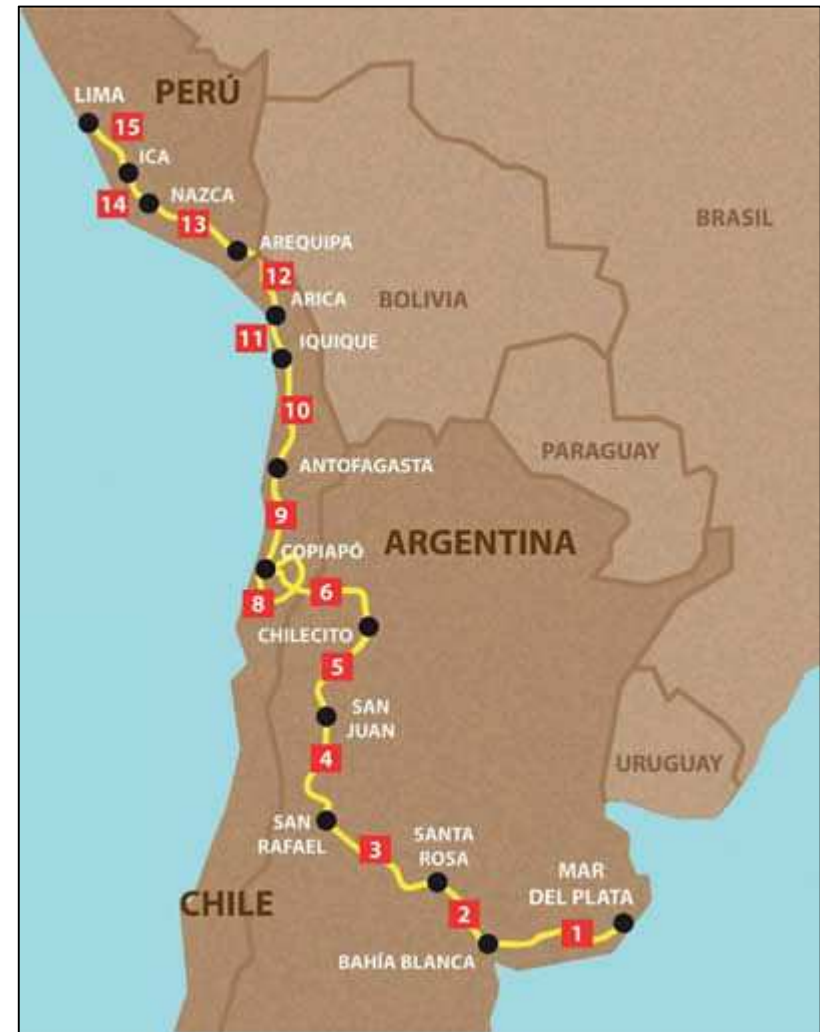 LIMA
PERÚ
15
ICA
14
NAZCA
13
BRASIL
AREQUIPA
12
ARICA
BOLIVIA
11
IQUIQUE
10
PARAGUAY
ANTOFAGASTA
9
ARGENTINA
COPIAPÓ
6
8
CHILECITO
5
SAN
JUAN
4
URUGUAY
SAN
RAFAEL
3
SANTA
ROSA
MAR
DEL PLATA
CHILE
2
1
BAHÍA BLANCA